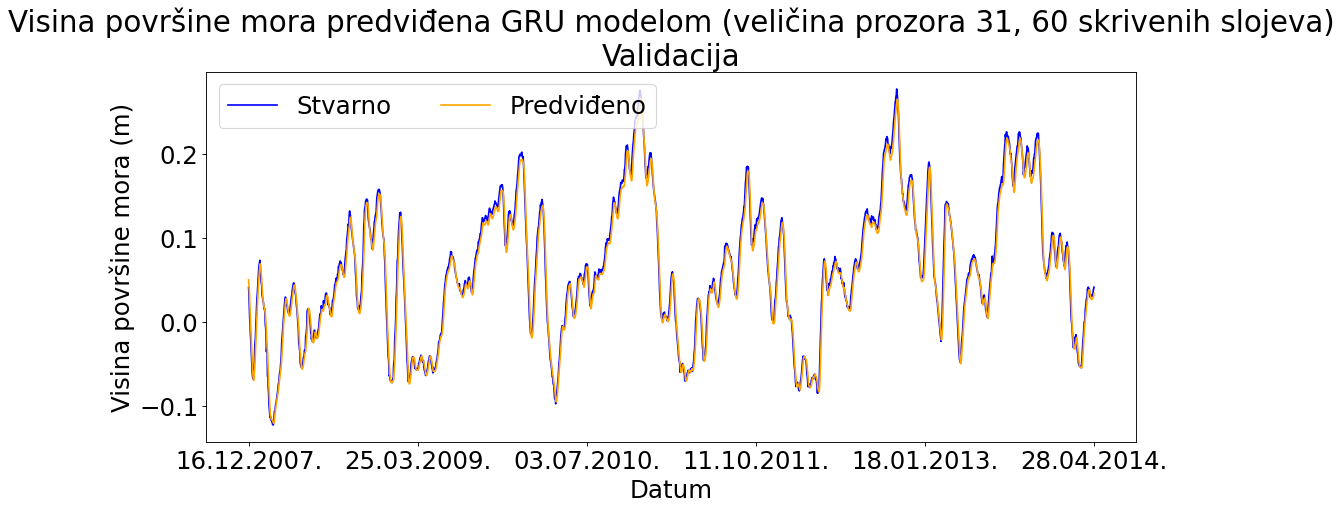 Visina površine mora predviđena GRU modelom (veličina prozora 31, 60 skrivenih slojeva)
Validacija
Stvarno Predviđeno
Visina površine mora (m)
0.2
0.1
0.0
−0.1
16.12.2007. 25.03.2009. 03.07.2010. 11.10.2011. 18.01.2013. 28.04.2014.
Datum